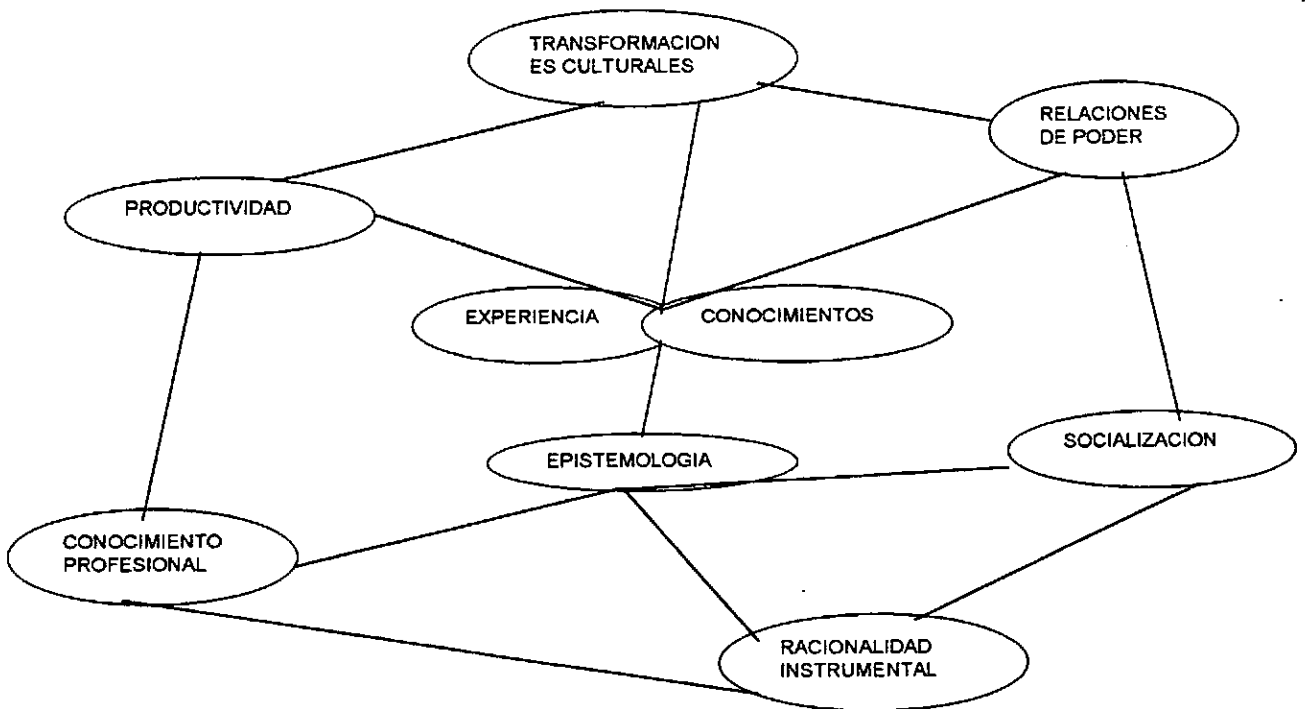 TRANSFORMACION
ES CULTURALES
RELACIONES
DE PODER
PRODUCTIVIDAD
EXPERIENCIA
CONOCIMIENTOS
SOCIALIZACION
EPISTEMOLOGIA
CONOCIMIENTO
PROFESIONAL
RACIONALIDAD
INSTRUMENTAL